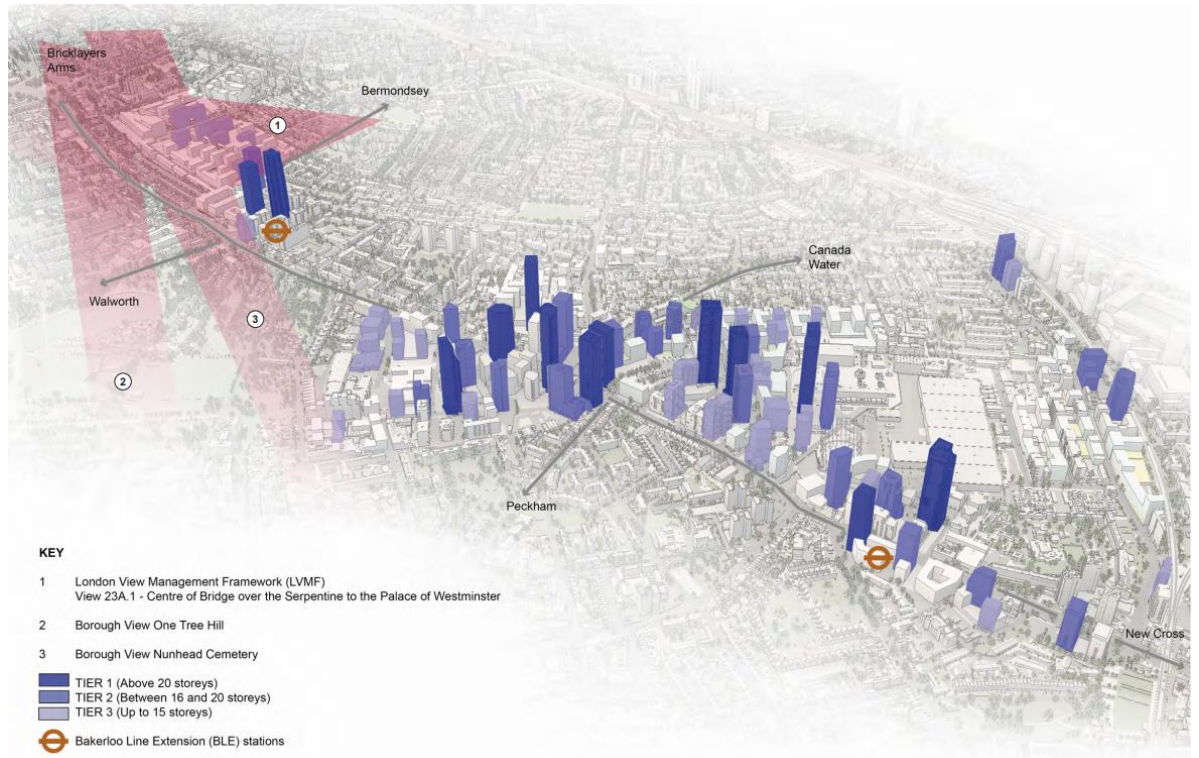 Bricklayers
Arms
Bermondsey
1
Canada
Water
Walworth
3
2
Peckham
New Cross
KEY
1 London View Management Framework (LVMF)
View 23A.1 - Centre of Bridge over the Serpentine to the Palace of Westminster
2 Borough View One Tree Hill
3 Borough View Nunhead Cemetery
TIER 1 (Above 20 storeys)
TIER 2 (Between 16 and 20 storeys)
TIER 3 (Up to 15 storeys)
Bakerloo Line Extension (BLE) stations